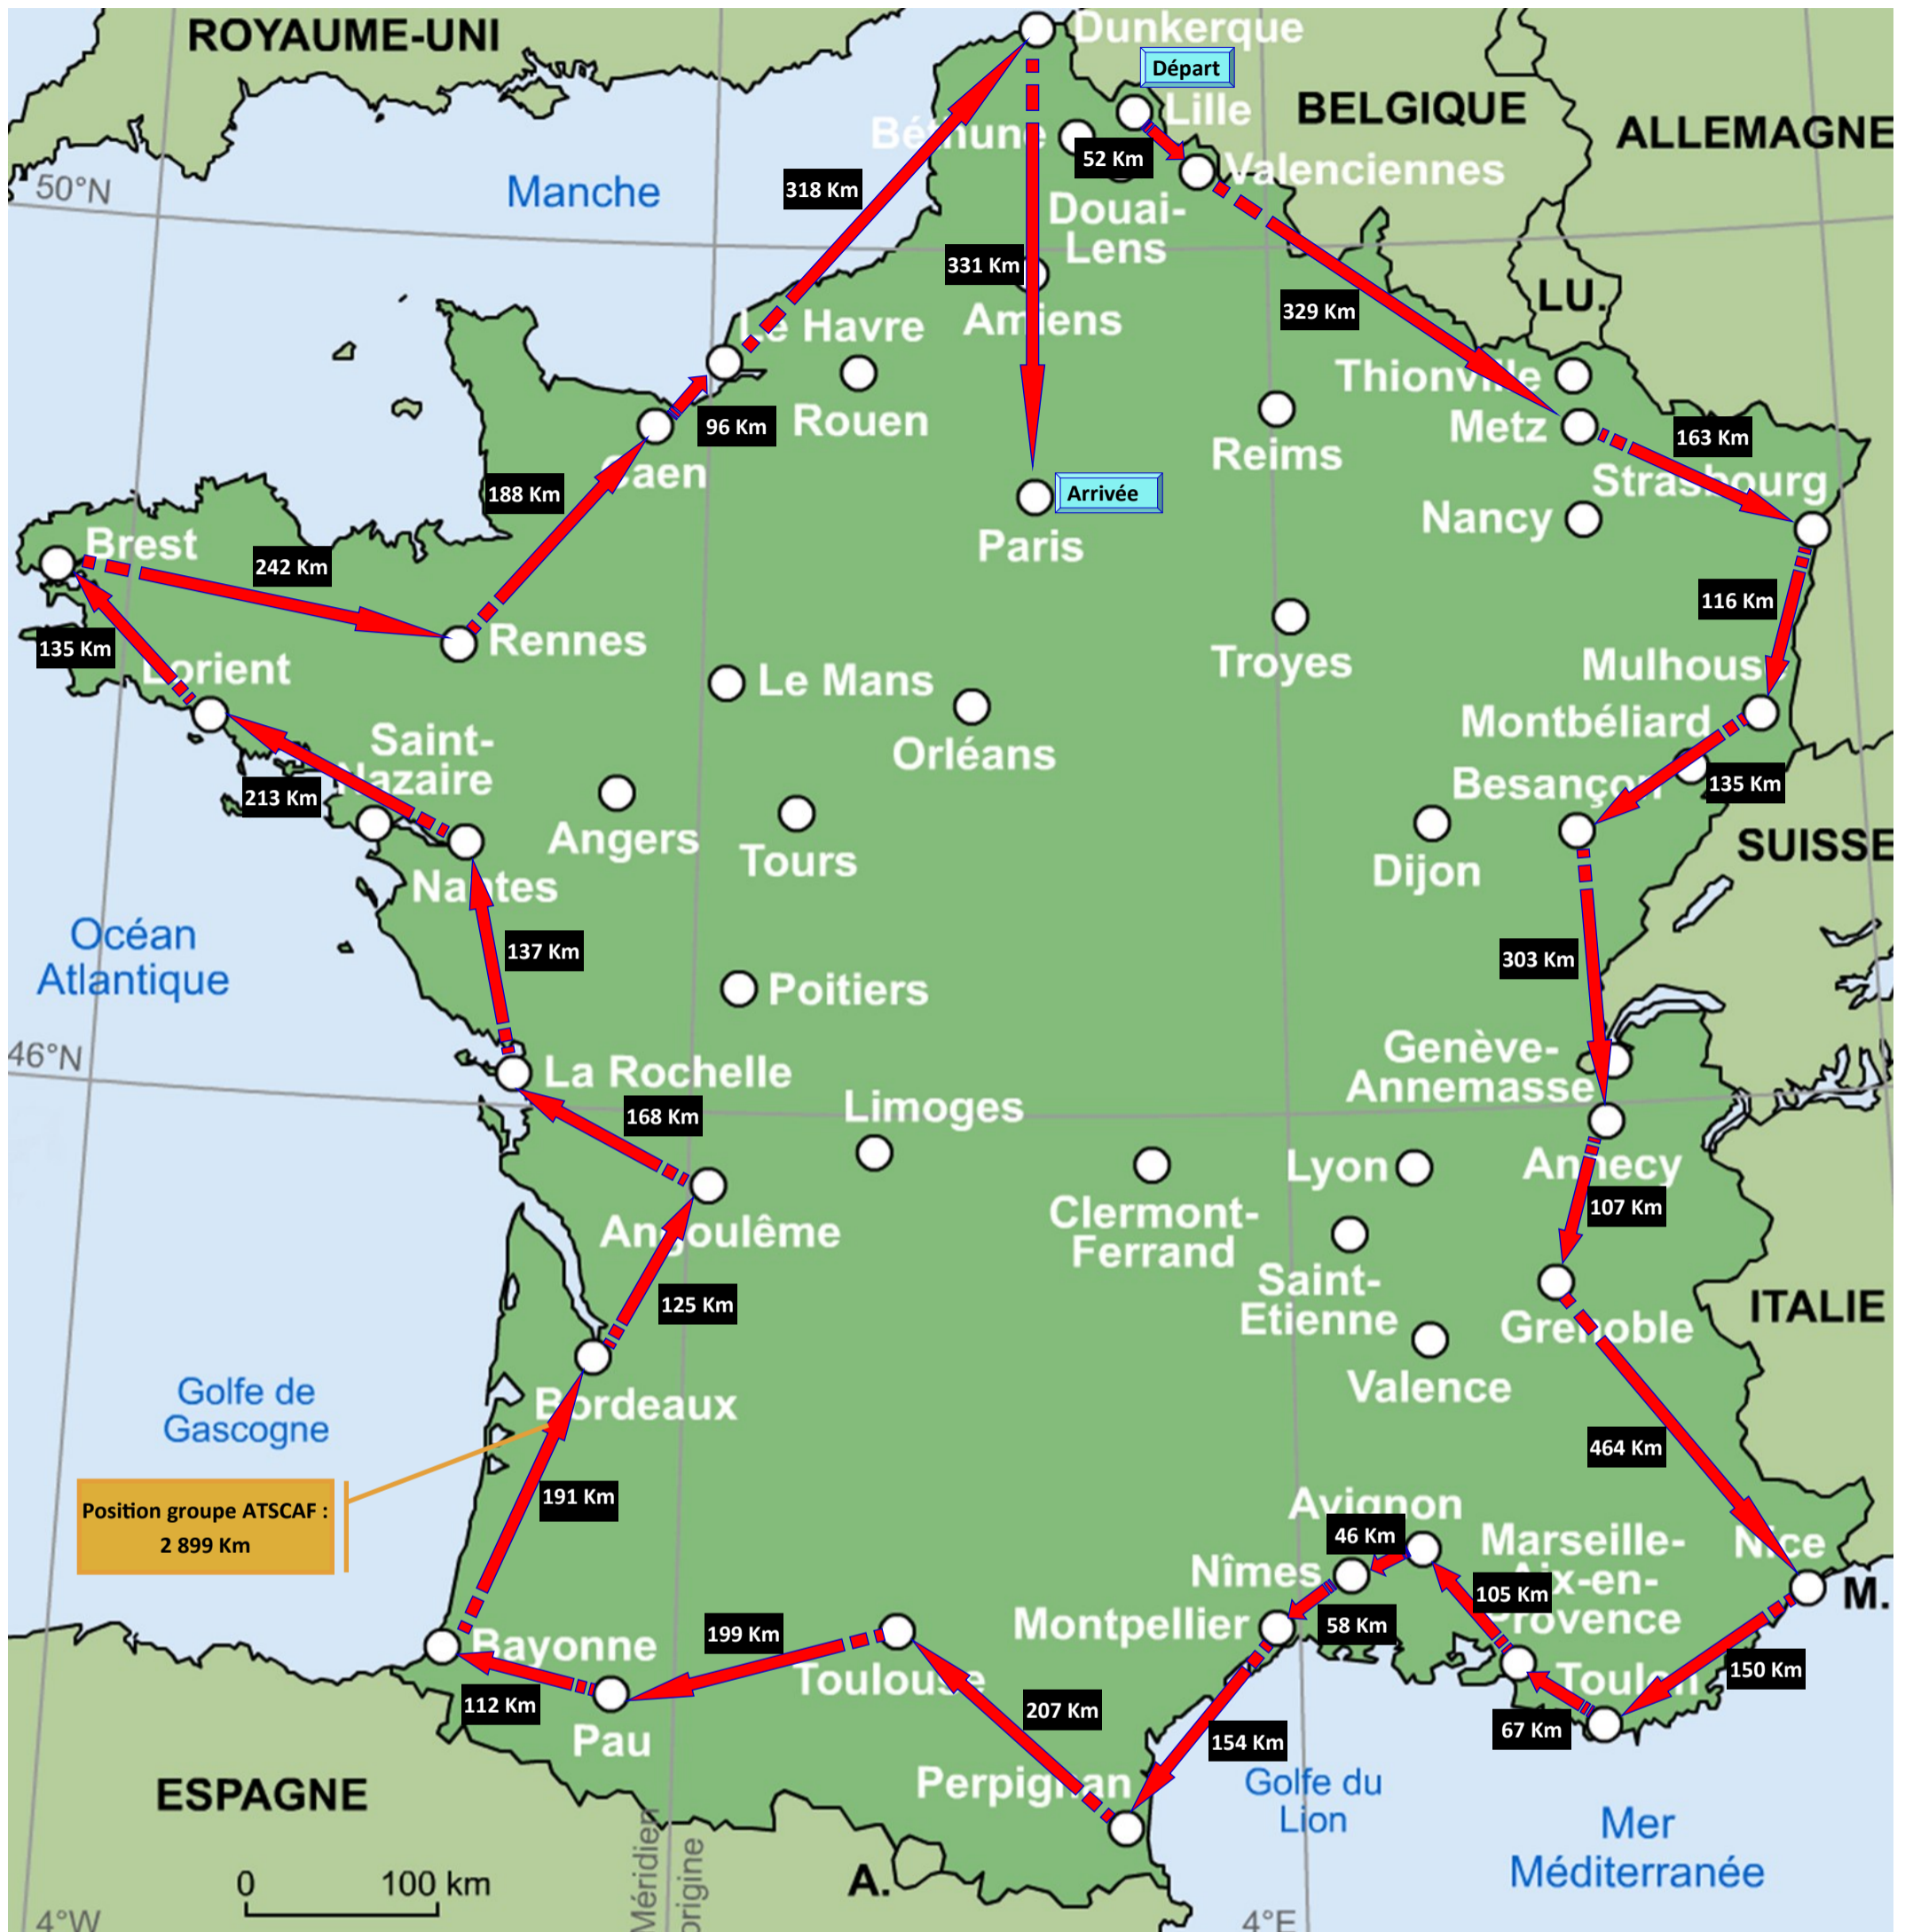 ROYAUME-UNI
Dunkerque
Départ
Lille
BELGIQUE
ALLEMAGNE
Béthune
52 Km
Valenciennes
50°N
Manche
318 Km
Douai-
Lens
331 Km
Amiens
329 Km
LU.
Le Havre
Rouen
Thionville
Metz
163 Km
96 Km
Caen
Reims
Strasbourg
188 Km
Arrivée
Paris
Nancy
Brest
242 Km
116 Km
135 Km
Rennes
Lorient
Le Mans
Troyes
Mulhouse
Montbéliard
Orléans
Saint-
Nazaire
213 Km
Besançon
135 Km
Angers
Tours
Dijon
SUISSE
Nantes
Océan
Atlantique
137 Km
303 Km
Poitiers
46°N
Genève-
Annemasse
La Rochelle
168 Km
Limoges
Lyon
Annecy
107 Km
Clermont-
Ferrand
Angoulême
125 Km
Saint-
Etienne
ITALIE
Grenoble
Valence
Golfe de
Gascogne
Bordeaux
464 Km
191 Km
Position groupe ATSCAF :
2 899 Km
Avignon
46 Km
Marseille-
Aix-en-
Provence
Nice
M.
Nîmes
105 Km
58 Km
Montpellier
199 Km
Bayonne
Toulouse
Toulon
150 Km
112 Km
Pau
207 Km
67 Km
154 Km
Perpignan
Golfe du
Lion
ESPAGNE
Mer
Méditerranée
0 100 km
A.
Méridien
origine
4°W
4°E